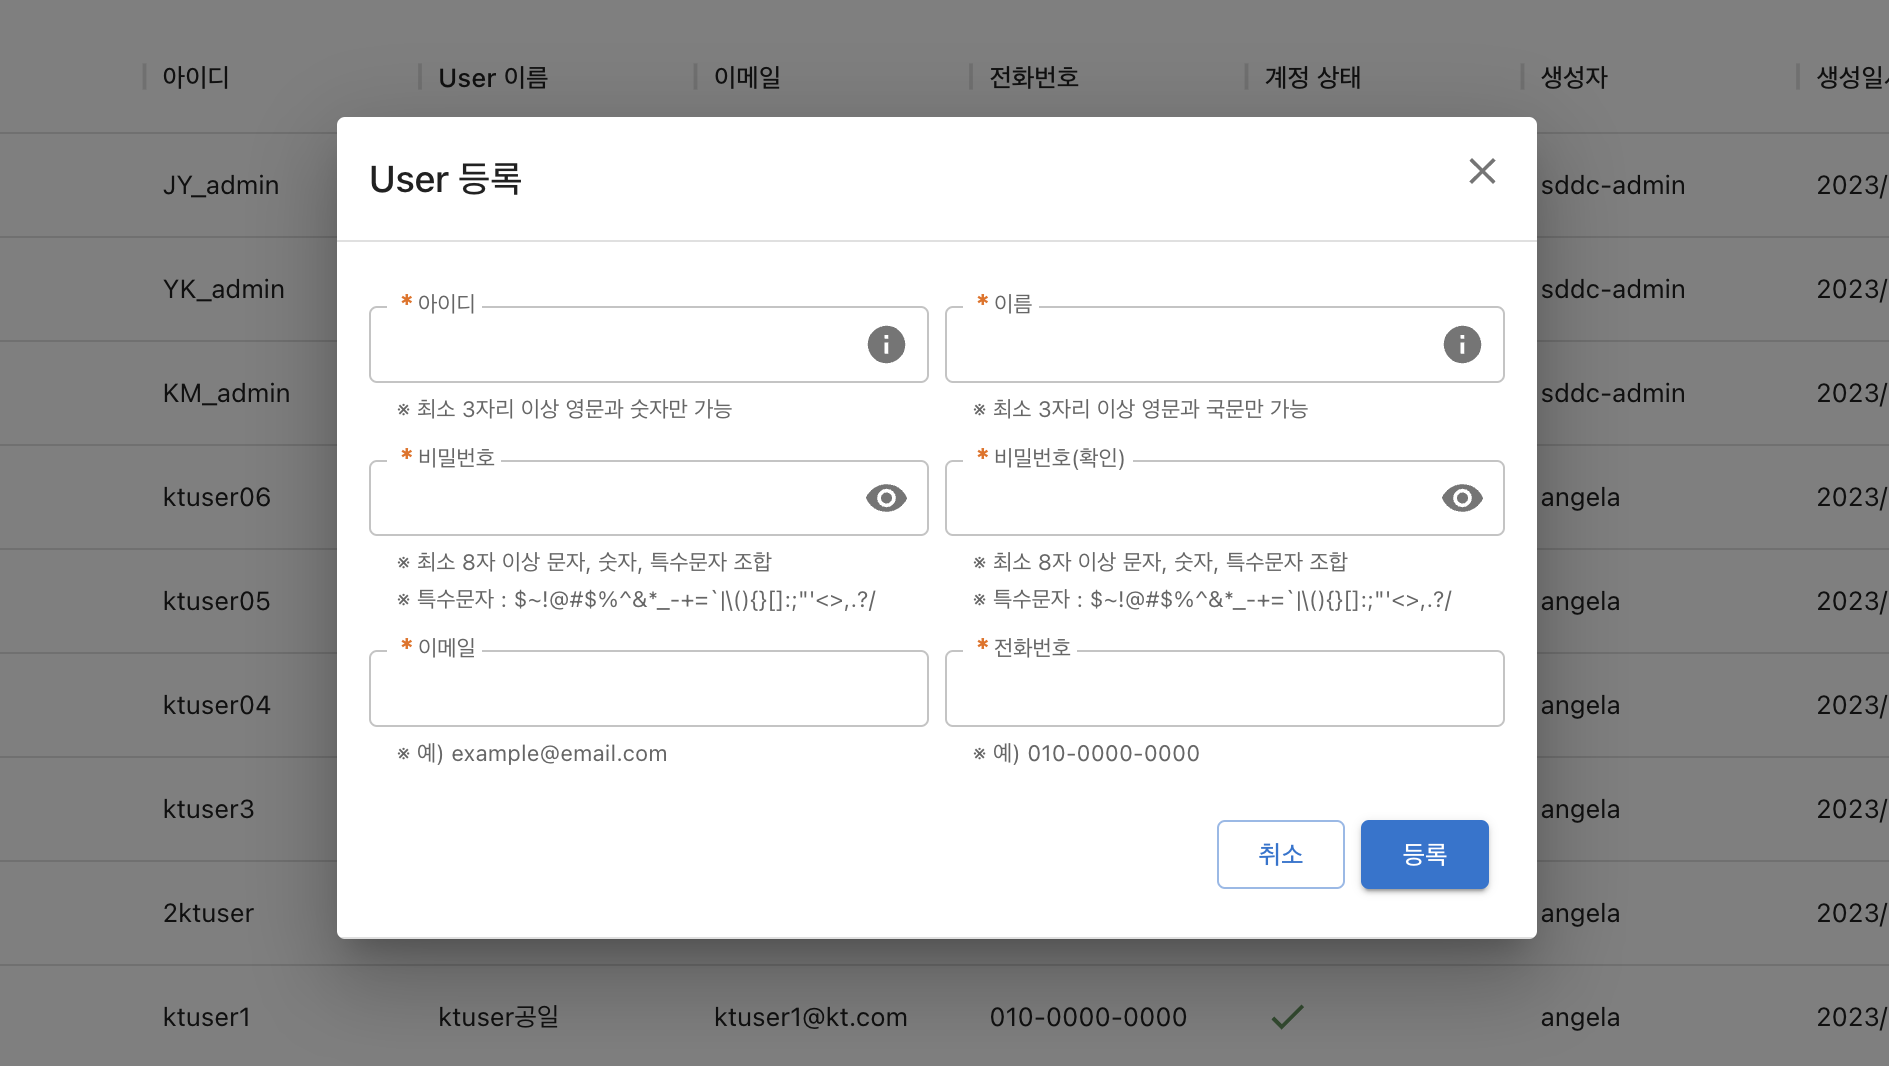 아이디 User 이름 이메일 전화번호 계정 상태 생성자 생성일
User 등록
JY_admin sddc-admin 2023/
YK_admin sddc-admin 2023/
* 아이디 * 이름
※ 최소 3자리 이상 영문과 숫자만 가능 ※ 최소 3자리 이상 영문과 국문만 가능
KM_admin sddc-admin 2023/
* 비밀번호 * 비밀번호(확인)
ktuser06 angela 2023/
※ 최소 8자 이상 문자, 숫자, 특수문자 조합 ※ 최소 8자 이상 문자, 숫자, 특수문자 조합
※ 특수문자 : $~!@#$%^&*_-+=`|\(){}[]:;"'<>,.?/ ※ 특수문자 : $~!@#$%^&*_-+=`|\(){}[]:;"'<>,.?/
ktuser05 angela 2023/
* 이메일 * 전화번호
ktuser04 angela 2023/
※ 예) example@email.com ※ 예) 010-0000-0000
ktuser3 angela 2023/
취소 등록
2ktuser angela 2023/
ktuser1 ktuser공일 ktuser1@kt.com 010-0000-0000 angela 2023/